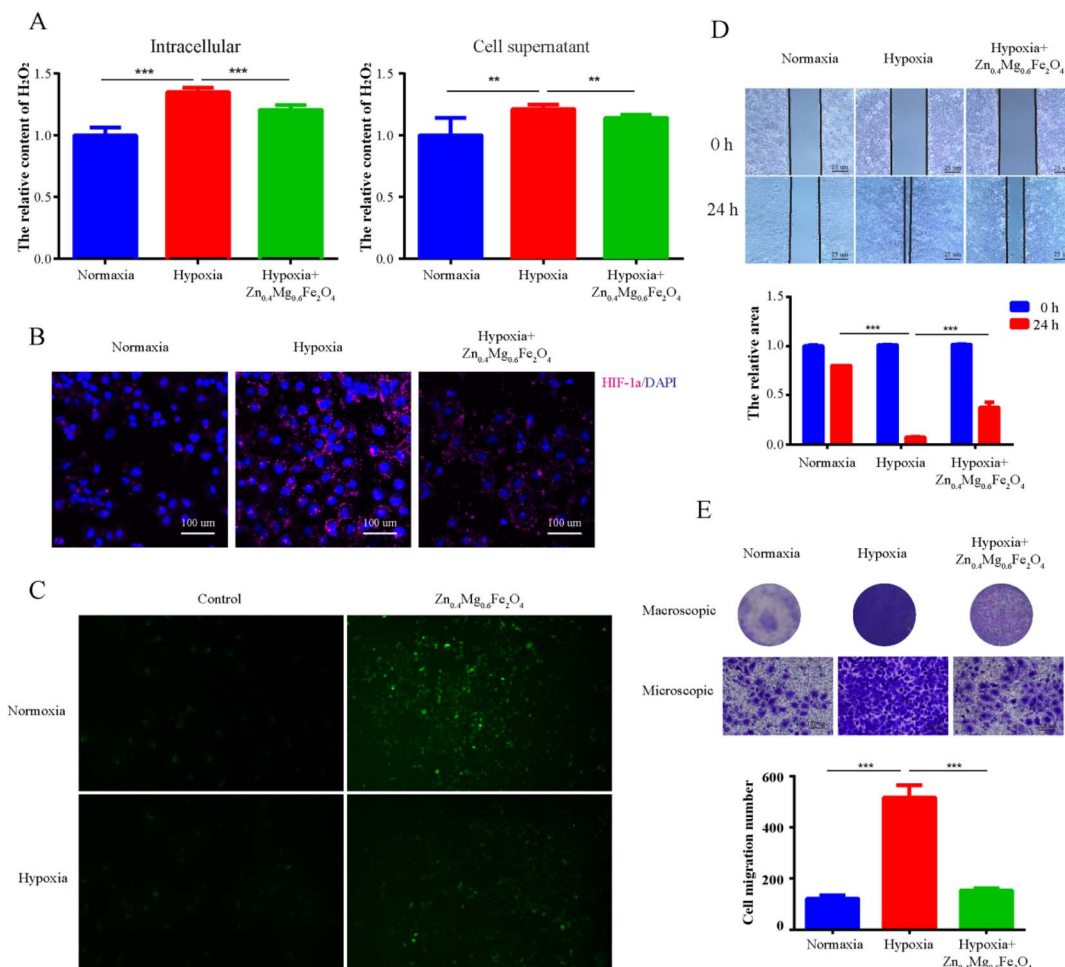 A
Intracellular
The relative content of H₂O₂
1.5
1.0
0.5
0.0
***
***
Normaxia
Hypoxia
Hypoxia+
Zn₀.₄Mg₀.₆Fe₂O₄
Cell supernatant
The relative content of H₂O₂
1.5
1.0
0.5
0.0
**
**
Normaxia
Hypoxia
Hypoxia+
Zn₀.₄Mg₀.₆Fe₂O₄
B
Normaxia
Hypoxia
Hypoxia+
Zn₀.₄Mg₀.₆Fe₂O₄
HIF-1a/DAPI
100 um
100 um
100 um
C
Control
Zn₀.₄Mg₀.₆Fe₂O₄
Normoxia
Hypoxia
D
Normaxia
Hypoxia
Hypoxia+
Zn₀.₄Mg₀.₆Fe₂O₄
0 h
25 um
25 um
25 um
24 h
25 um
25 um
The relative area
1.5
1.0
0.5
0.0
***
***
0 h
24 h
Normaxia
Hypoxia
Hypoxia+
Zn₀.₄Mg₀.₆Fe₂O₄
E
Normaxia
Hypoxia
Hypoxia+
Zn₀.₄Mg₀.₆Fe₂O₄
Macroscopic
Microscopic
Cell migration number
600
400
200
0
***
***
Normaxia
Hypoxia
Hypoxia+